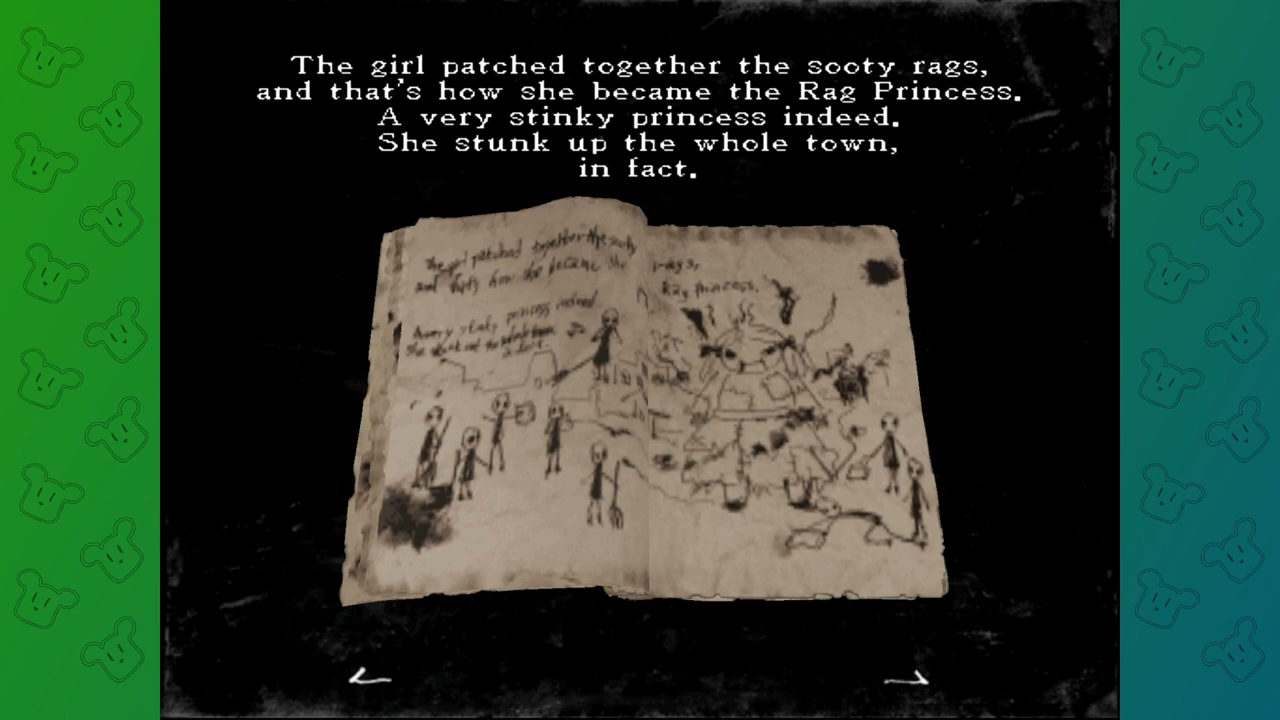 The girl patched together the sooty rags,
and that's how she became the Rag Princess.
A very stinky princess indeed.
She stunk up the whole town,
in fact.
The girl patched together the sooty
rags,
and that's how she became the
Rag Princess.
A very stinky princess indeed.